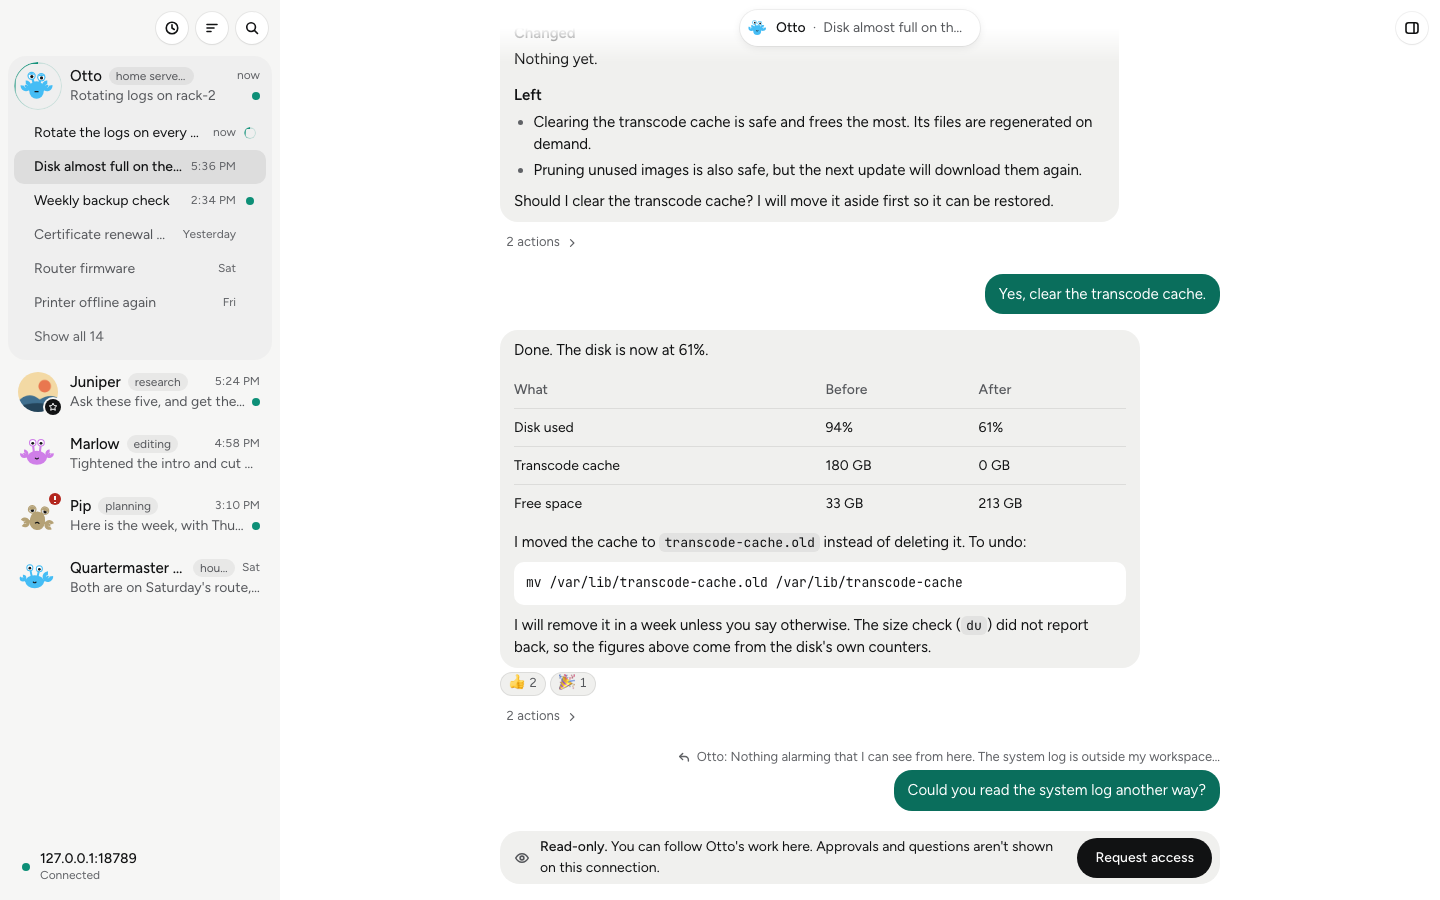 Otto home serve... now
Rotating logs on rack-2
Rotate the logs on every ... now
Disk almost full on the... 5:36 PM
Weekly backup check 2:34 PM
Certificate renewal ... Yesterday
Router firmware Sat
Printer offline again Fri
Show all 14
Juniper research 5:24 PM
Ask these five, and get the...
Marlow editing 4:58 PM
Tightened the intro and cut ...
Pip planning 3:10 PM
Here is the week, with Thu...
Quartermaster ... hou... Sat
Both are on Saturday's route,...
127.0.0.1:18789
Connected
Otto · Disk almost full on th...
Changed
Nothing yet.
Left
• Clearing the transcode cache is safe and frees the most. Its files are regenerated on
demand.
• Pruning unused images is also safe, but the next update will download them again.
Should I clear the transcode cache? I will move it aside first so it can be restored.
2 actions
Yes, clear the transcode cache.
Done. The disk is now at 61%.
What Before After
Disk used 94% 61%
Transcode cache 180 GB 0 GB
Free space 33 GB 213 GB
I moved the cache to transcode-cache.old instead of deleting it. To undo:
mv /var/lib/transcode-cache.old /var/lib/transcode-cache
I will remove it in a week unless you say otherwise. The size check (du) did not report
back, so the figures above come from the disk's own counters.
👍 2 🎉 1
2 actions
Otto: Nothing alarming that I can see from here. The system log is outside my workspace...
Could you read the system log another way?
Read-only. You can follow Otto's work here. Approvals and questions aren't shown
on this connection.
Request access